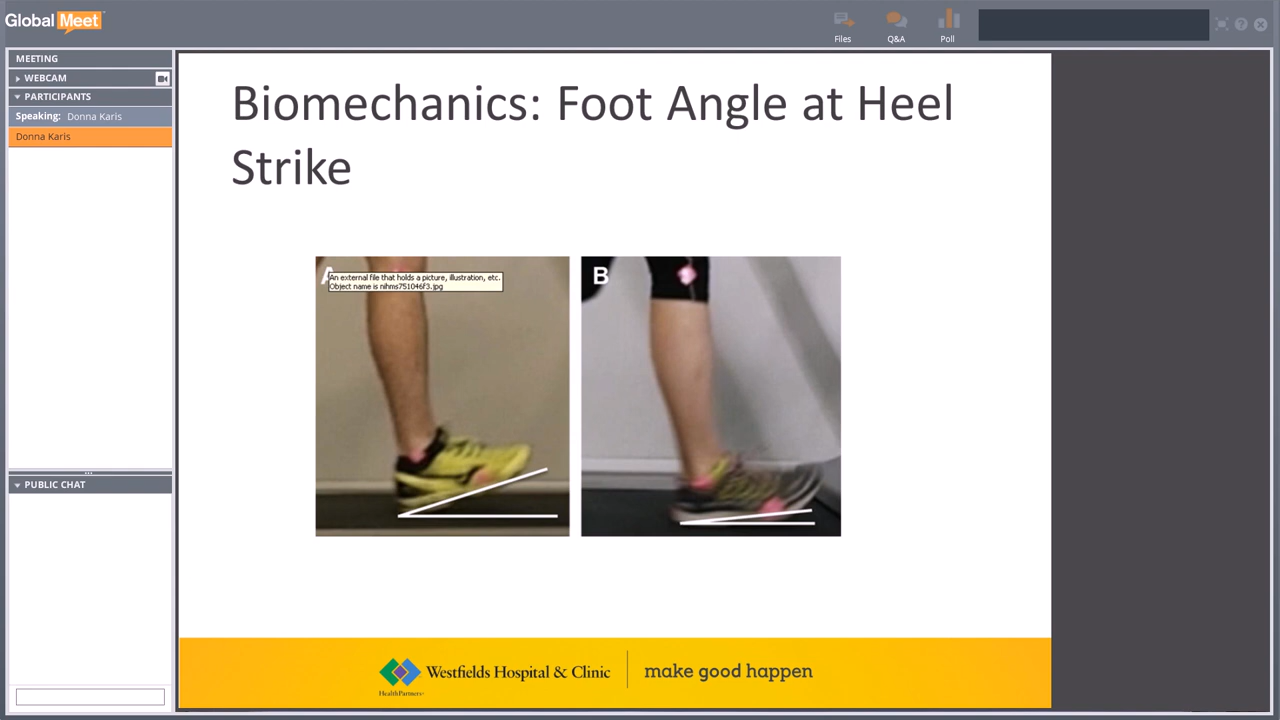 Global Meet
Files
Q&A
Poll
MEETING
WEBCAM
PARTICIPANTS
Speaking: Donna Karis
Donna Karis
PUBLIC CHAT
Biomechanics: Foot Angle at Heel
Strike
A
An external file that holds a picture, illustration, etc.
Object name is nihms751046f3.jpg
B
HealthPartners
Westfields Hospital & Clinic
make good happen